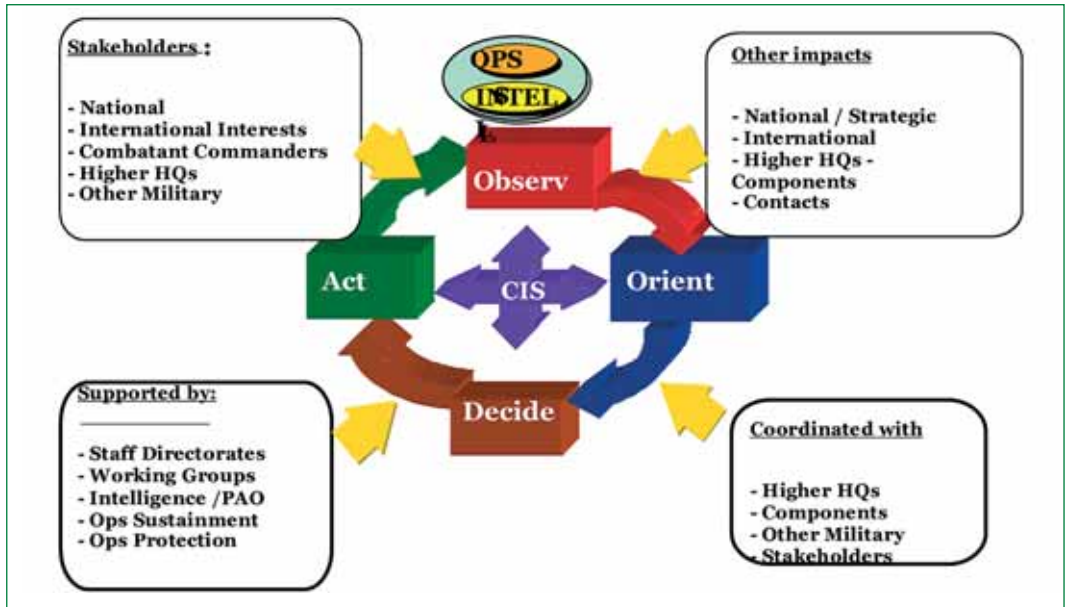 Stakeholders :
- National
- International Interests
- Combatant Commanders
- Higher HQs
- Other Military
OPS
INTEL
Other impacts
- National / Strategic
- International
- Higher HQs -
Components
- Contacts
Observ
Act
CIS
Orient
Decide
Supported by:
- Staff Directorates
- Working Groups
- Intelligence /PAO
- Ops Sustainment
- Ops Protection
Coordinated with
- Higher HQs
- Components
- Other Military
- Stakeholders